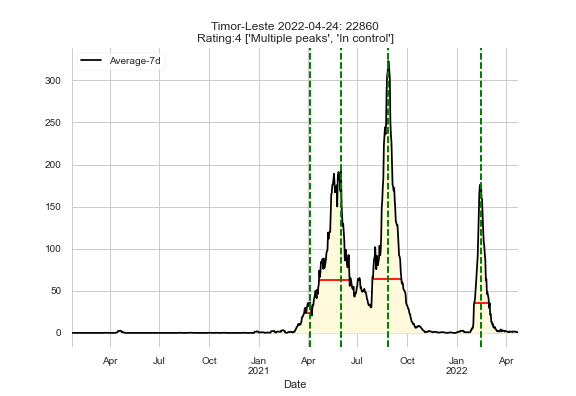 Timor-Leste 2022-04-24: 22860
Rating:4 ['Multiple peaks', 'In control']
Average-7d
300
250
200
150
100
50
0
Apr Jul Oct Jan Apr Jul Oct Jan Apr
2021 2022
Date